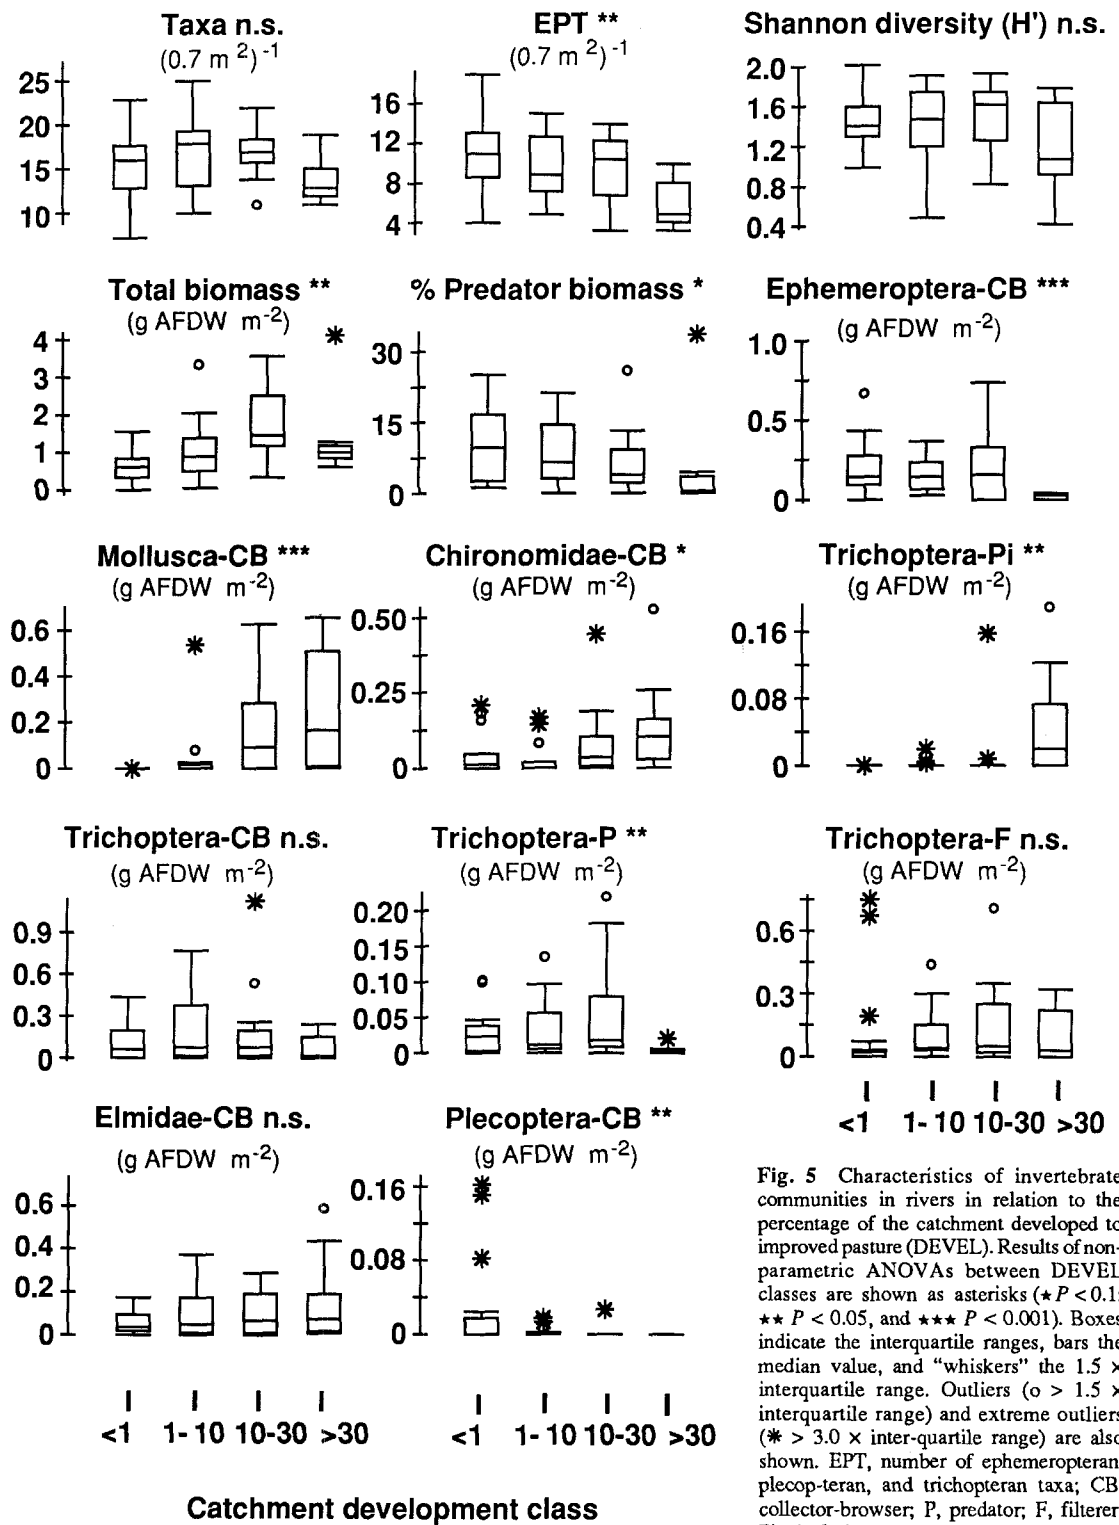 Taxa n.s.
(0.7 m 2) -1
25
20
15
10
EPT **
(0.7 m 2) -1
16
12
8
4
Shannon diversity (H') n.s.
2.0
1.6
1.2
0.8
0.4
Total biomass **
(g AFDW m-2)
4
3
2
1
0
% Predator biomass *
30
15
0
Ephemeroptera-CB ***
(g AFDW m-2)
1.0
0.5
0
Mollusca-CB ***
(g AFDW m-2)
0.6
0.4
0.2
0
Chironomidae-CB *
(g AFDW m-2)
0.50
0.25
0
Trichoptera-Pi **
(g AFDW m-2)
0.16
0.08
0
Trichoptera-CB n.s.
(g AFDW m-2)
0.9
0.6
0.3
0
Trichoptera-P **
(g AFDW m-2)
0.20
0.15
0.10
0.05
0
Trichoptera-F n.s.
(g AFDW m-2)
0.6
0.3
0
<1 1-10 10-30 >30
Elmidae-CB n.s.
(g AFDW m-2)
0.6
0.4
0.2
0
<1 1-10 10-30 >30
Plecoptera-CB **
(g AFDW m-2)
0.16
0.08
0
<1 1-10 10-30 >30
Catchment development class
Fig. 5 Characteristics of invertebrate
communities in rivers in relation to the
percentage of the catchment developed to
improved pasture (DEVEL). Results of non-
parametric ANOVAs between DEVEL
classes are shown as asterisks (★ P < 0.1;
★★ P < 0.05, and ★★★ P < 0.001). Boxes
indicate the interquartile ranges, bars the
median value, and "whiskers" the 1.5 ×
interquartile range. Outliers (o > 1.5 ×
interquartile range) and extreme outliers
(* > 3.0 × inter-quartile range) are also
shown. EPT, number of ephemeropteran,
plecop-teran, and trichopteran taxa; CB,
collector-browser; P, predator; F, filterer